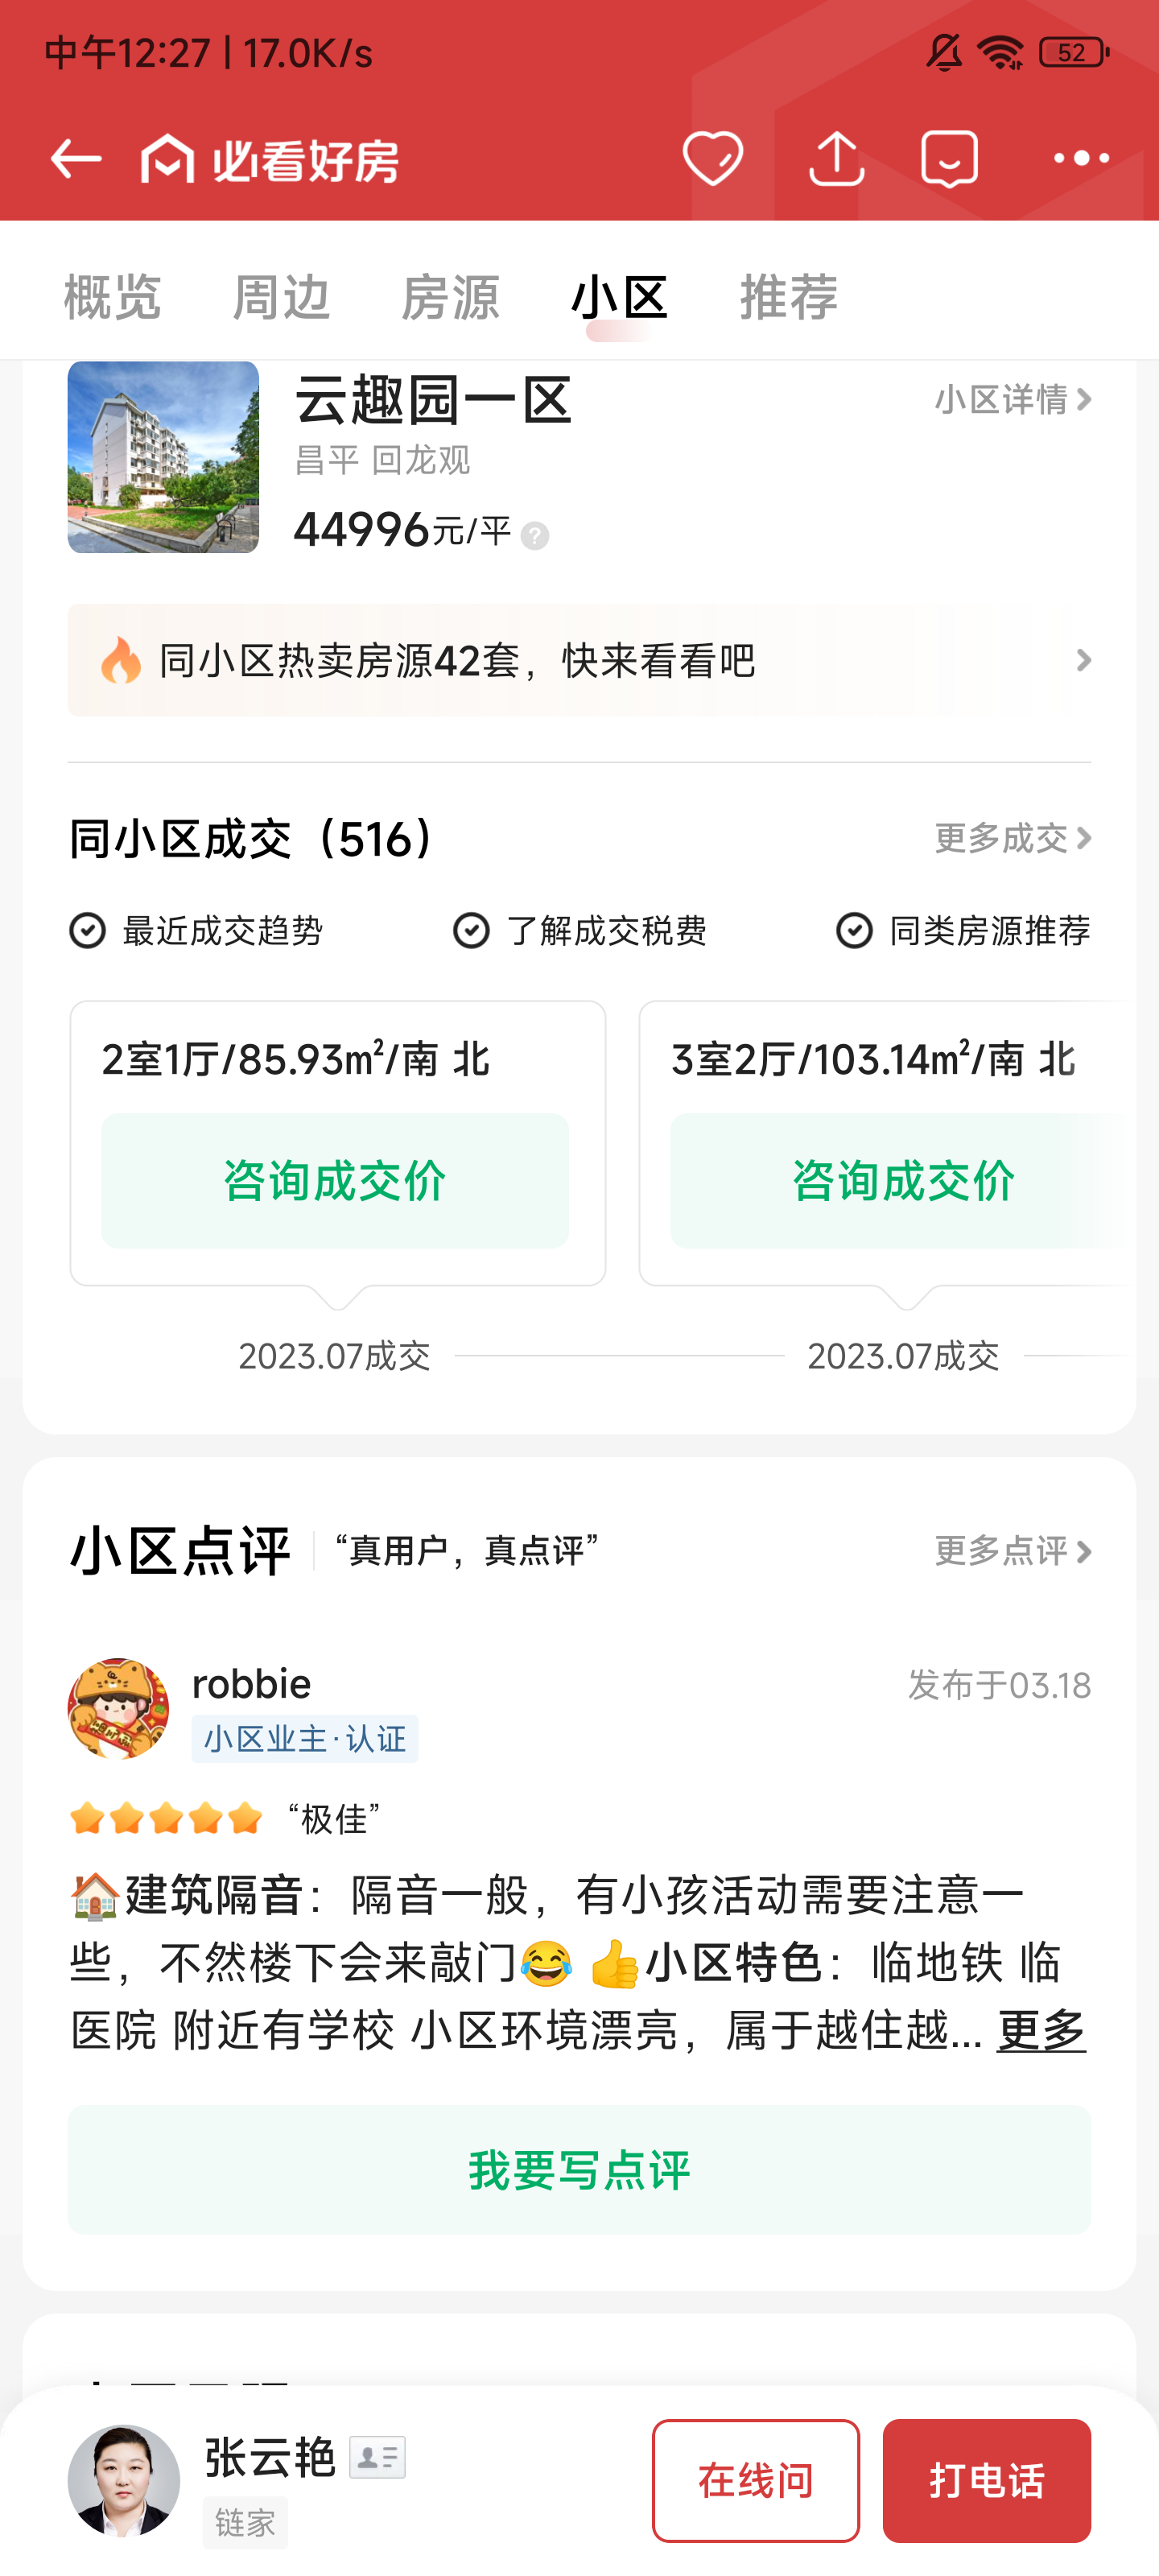 中午12:27 | 17.0K/s
52
必看好房
概览 周边 房源 小区 推荐
云趣园一区
小区详情
昌平 回龙观
44996元/平 ?
同小区热卖房源42套，快来看看吧
同小区成交（516）
更多成交
最近成交趋势 了解成交税费 同类房源推荐
2室1厅/85.93m²/南 北
3室2厅/103.14m²/南 北
咨询成交价
咨询成交价
2023.07成交
2023.07成交
小区点评
“真用户，真点评”
更多点评
robbie
发布于03.18
小区业主·认证
“极佳”
🏠建筑隔音：隔音一般，有小孩活动需要注意一
些，不然楼下会来敲门😂 👍小区特色：临地铁 临
医院 附近有学校 小区环境漂亮，属于越住越... 更多
我要写点评
张云艳
链家
在线问
打电话